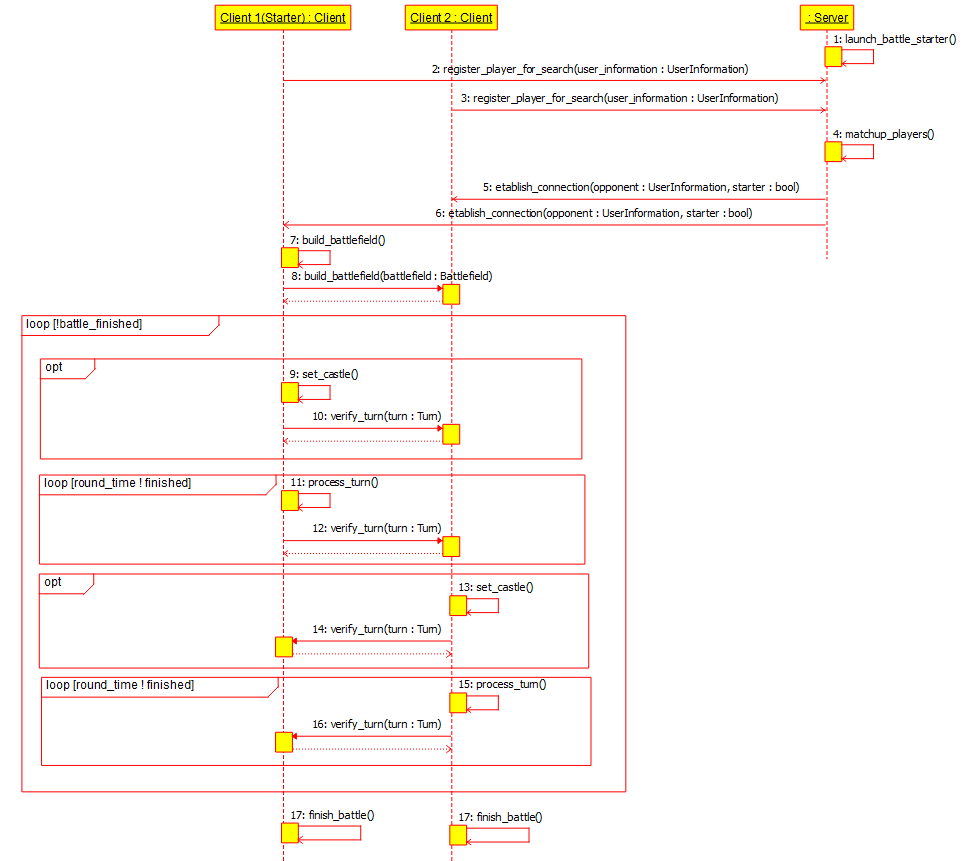 Client 1(Starter) : Client
Client 2 : Client
: Server
1: launch_battle_starter()
2: register_player_for_search(user_information : UserInformation)
3: register_player_for_search(user_information : UserInformation)
4: matchup_players()
5: etablish_connection(opponent : UserInformation, starter : bool)
6: etablish_connection(opponent : UserInformation, starter : bool)
7: build_battlefield()
8: build_battlefield(battlefield : Battlefield)
loop [!battle_finished]
opt
9: set_castle()
10: verify_turn(turn : Turn)
loop [round_time ! finished]
11: process_turn()
12: verify_turn(turn : Turn)
opt
13: set_castle()
14: verify_turn(turn : Turn)
loop [round_time ! finished]
15: process_turn()
16: verify_turn(turn : Turn)
17: finish_battle()
17: finish_battle()